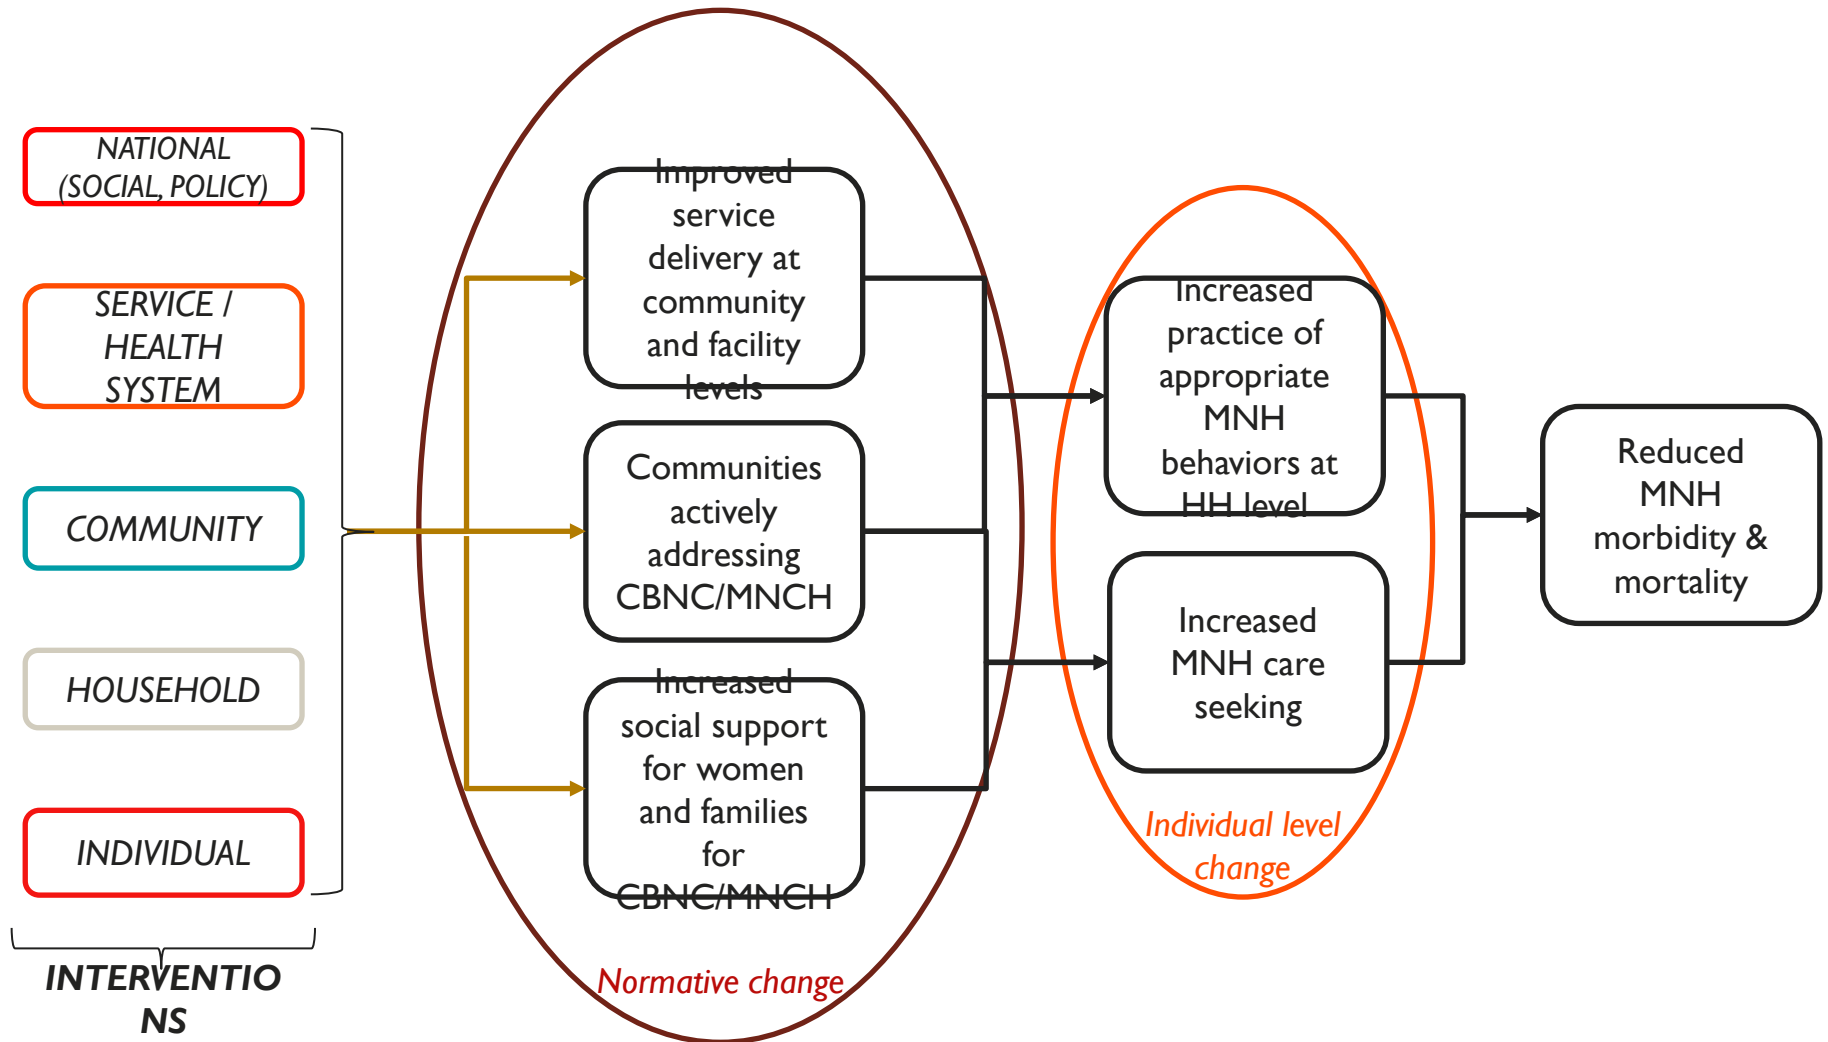 NATIONAL
(SOCIAL, POLICY)
SERVICE /
HEALTH
SYSTEM
COMMUNITY
HOUSEHOLD
INDIVIDUAL
INTERVENTIO
NS
Improved
service
delivery at
community
and facility
levels
Communities
actively
addressing
CBNC/MNCH
Increased
social support
for women
and families
for
CBNC/MNCH
Normative change
Increased
practice of
appropriate
MNH
behaviors at
HH level
Increased
MNH care
seeking
Individual level
change
Reduced
MNH
morbidity &
mortality